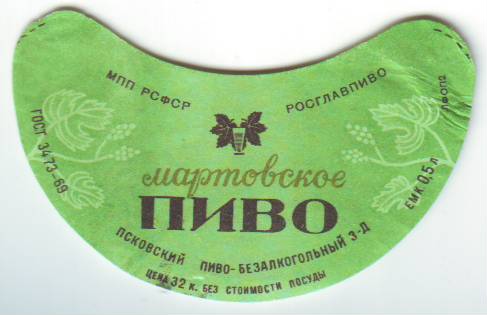 МПП РСФСР
РОСГЛАВПИВО
ГОСТ 3473-69
мартовское
ПИВО
ЕМК 0,5 л
ПСКОВСКИЙ ПИВО-БЕЗАЛКОГОЛЬНЫЙ З-Д
ЦЕНА 32 К. БЕЗ СТОИМОСТИ ПОСУДЫ